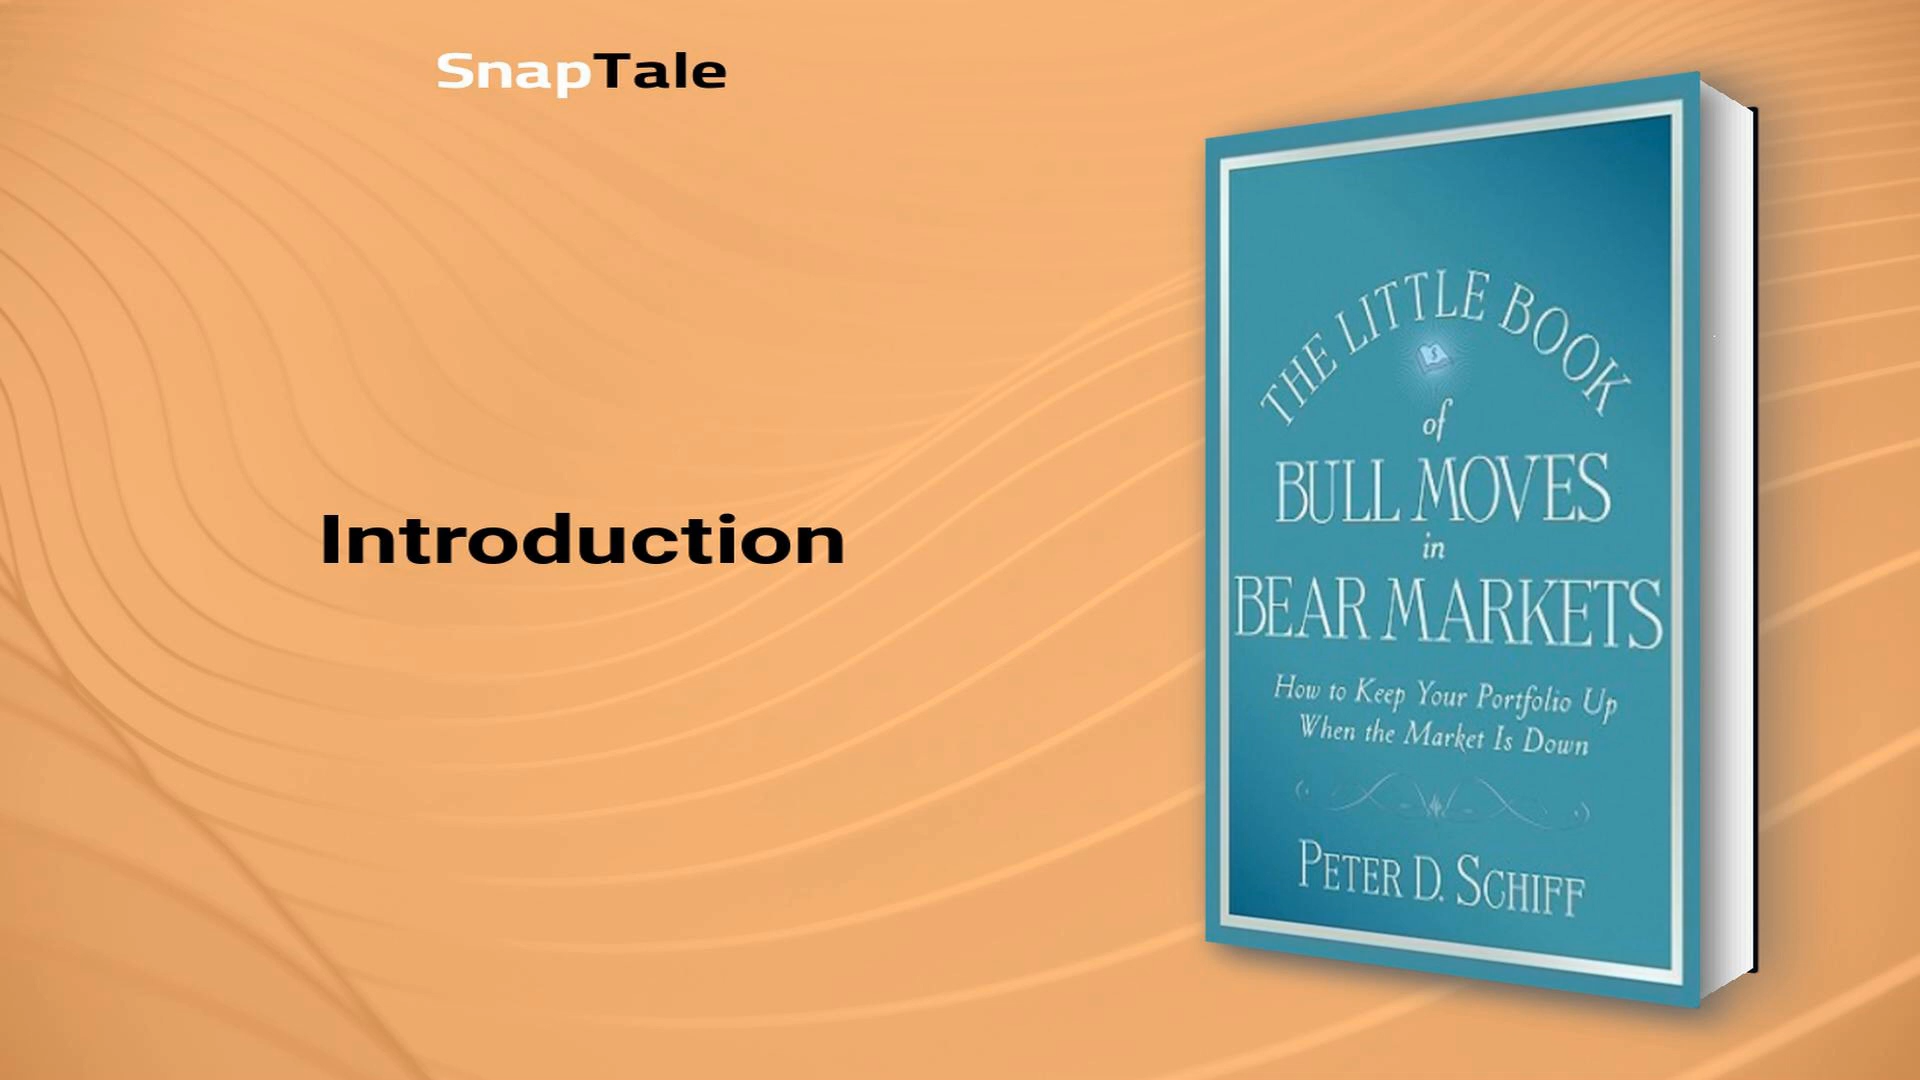 SnapTale
Introduction
THE LITTLE BOOK
of
BULL MOVES
in
BEAR MARKETS
How to Keep Your Portfolio Up
When the Market Is Down
PETER D. SCHIFF